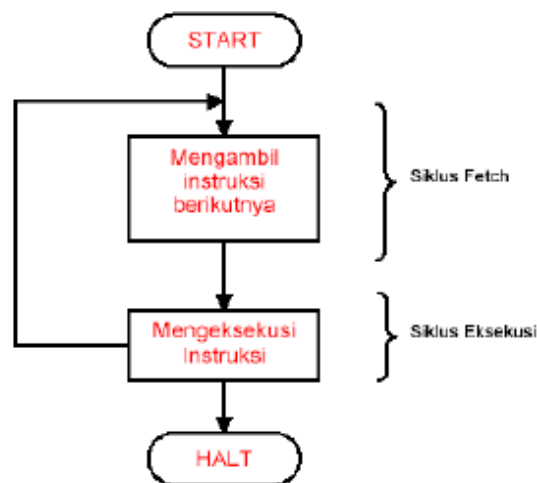 START
Mengambil
instruksi
berikutnya
Siklus Fetch
Mengeksekusi
Instruksi
Siklus Eksekusi
HALT